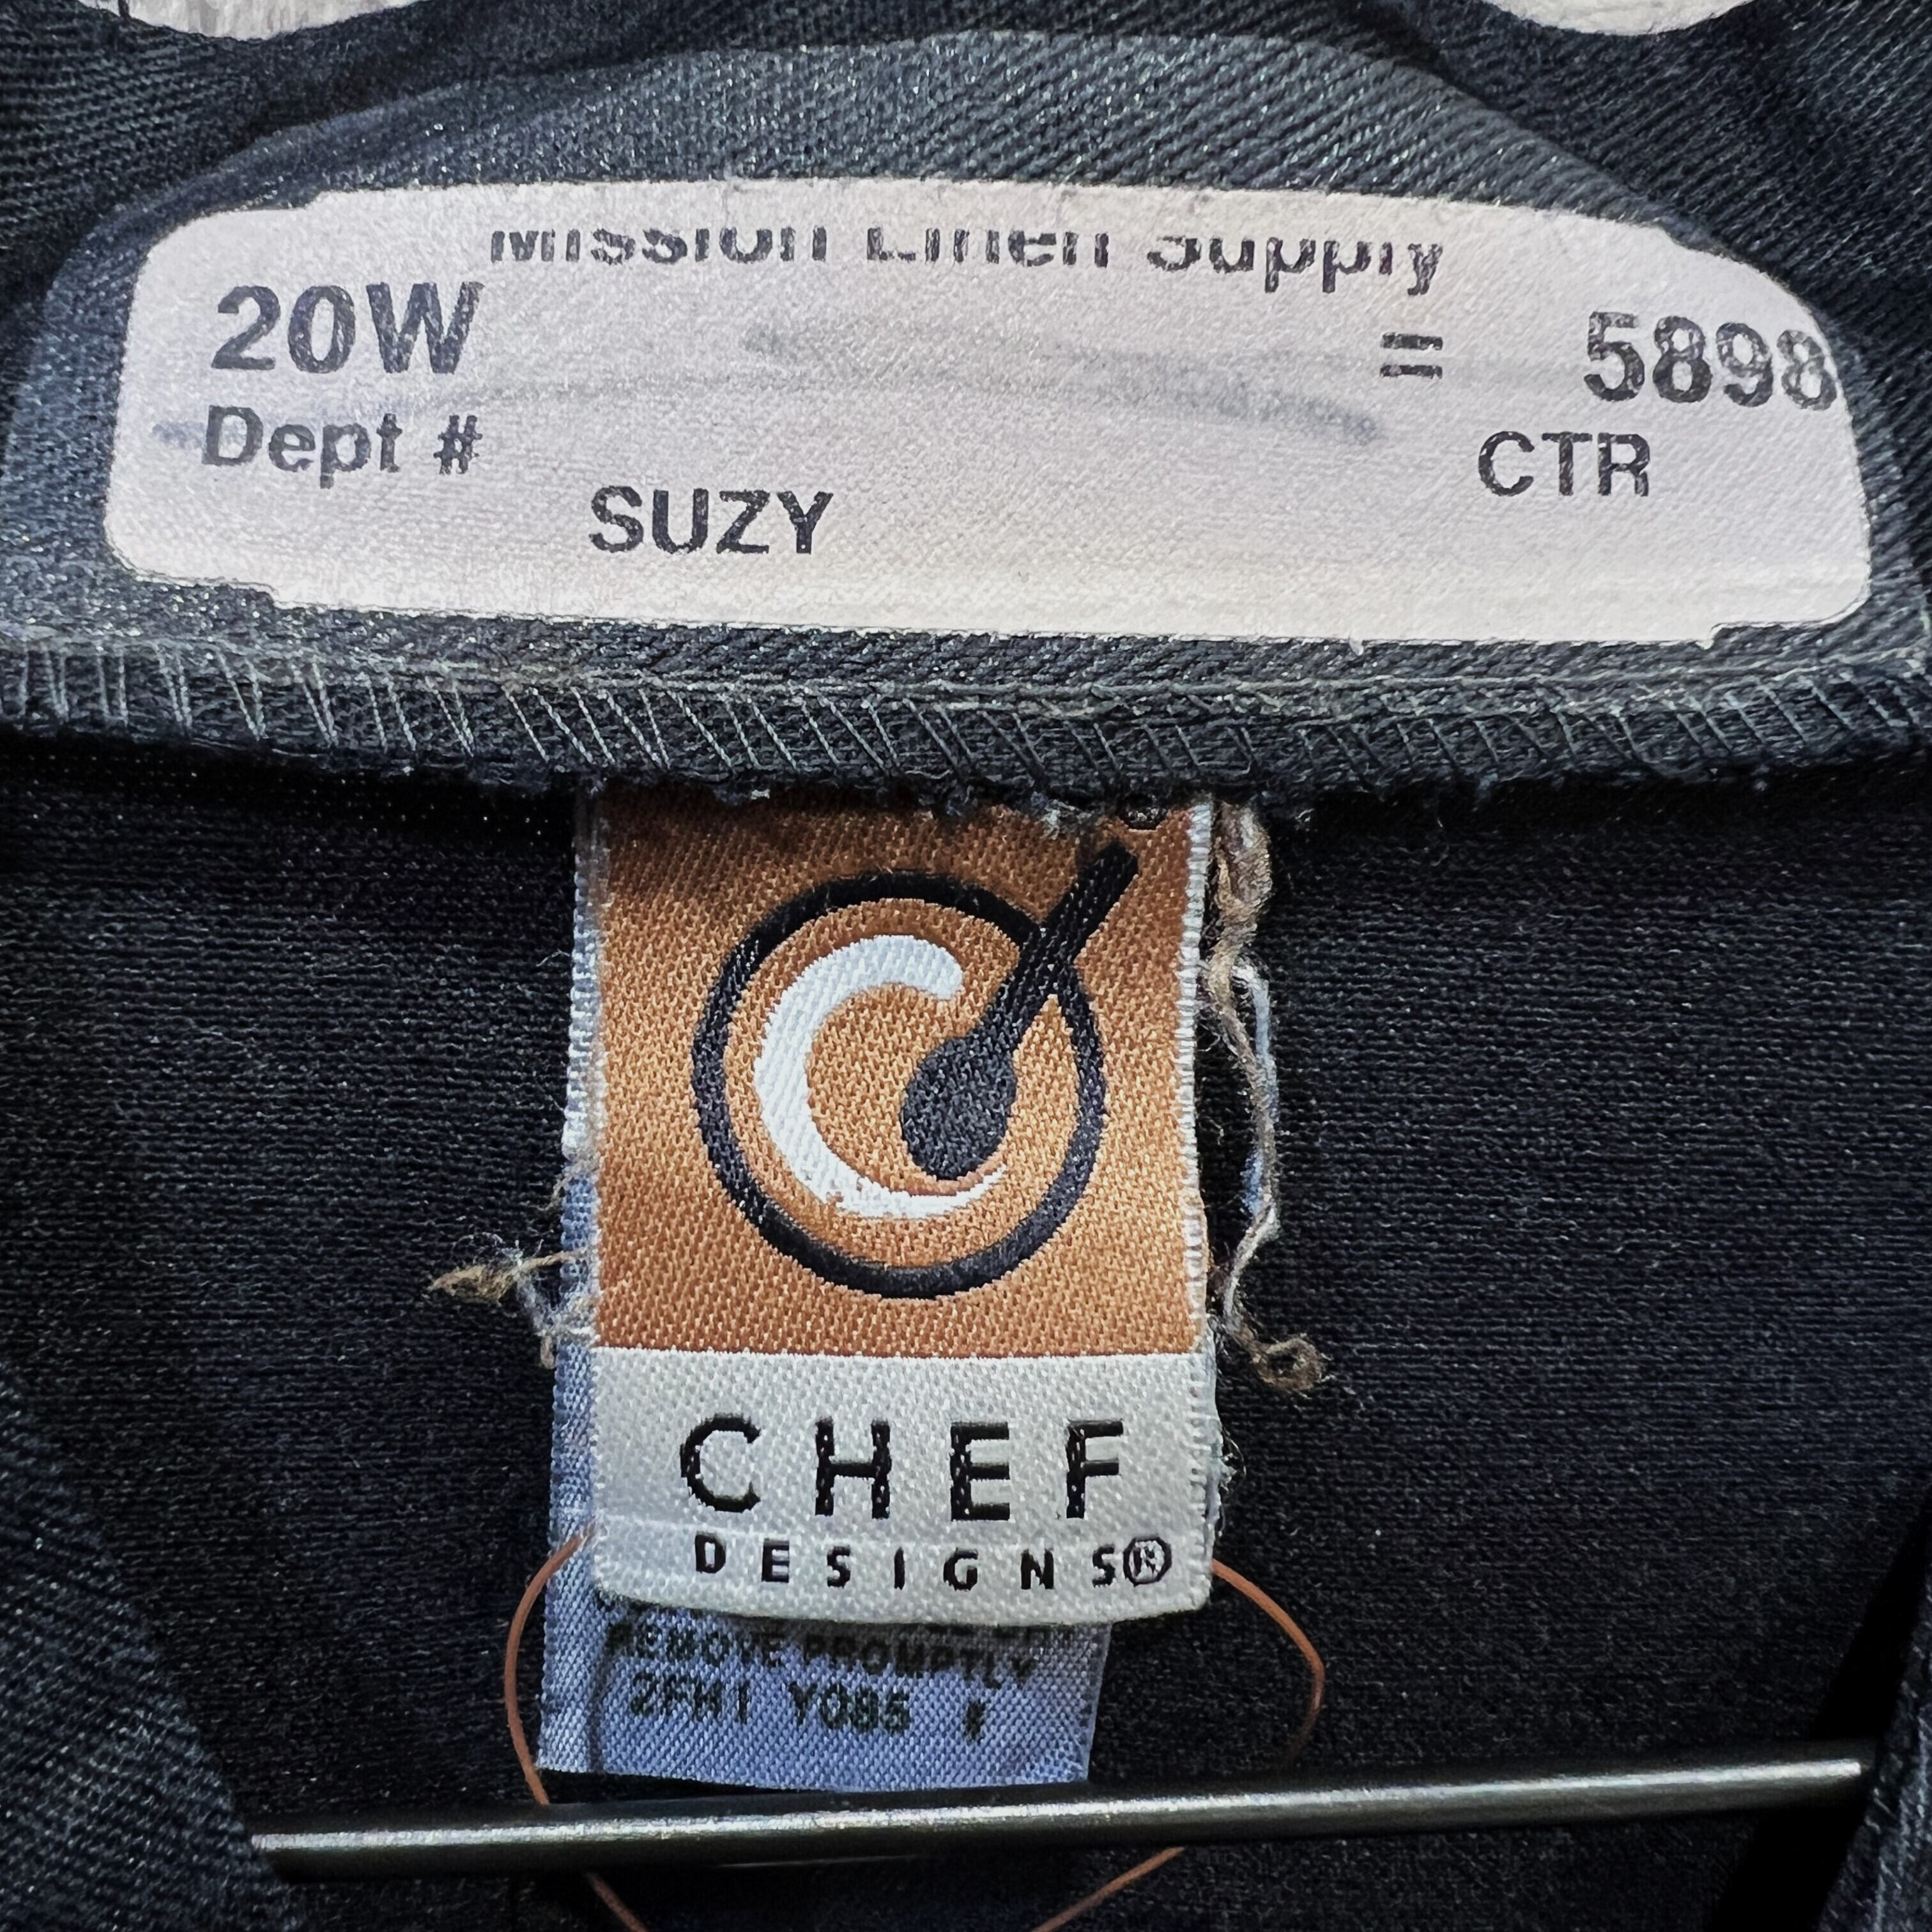 Mission Linen Supply
20W = 5898
Dept # CTR
SUZY
CHEF
DESIGNS®
REMOVE PROMPTLY
2FH1 Y085